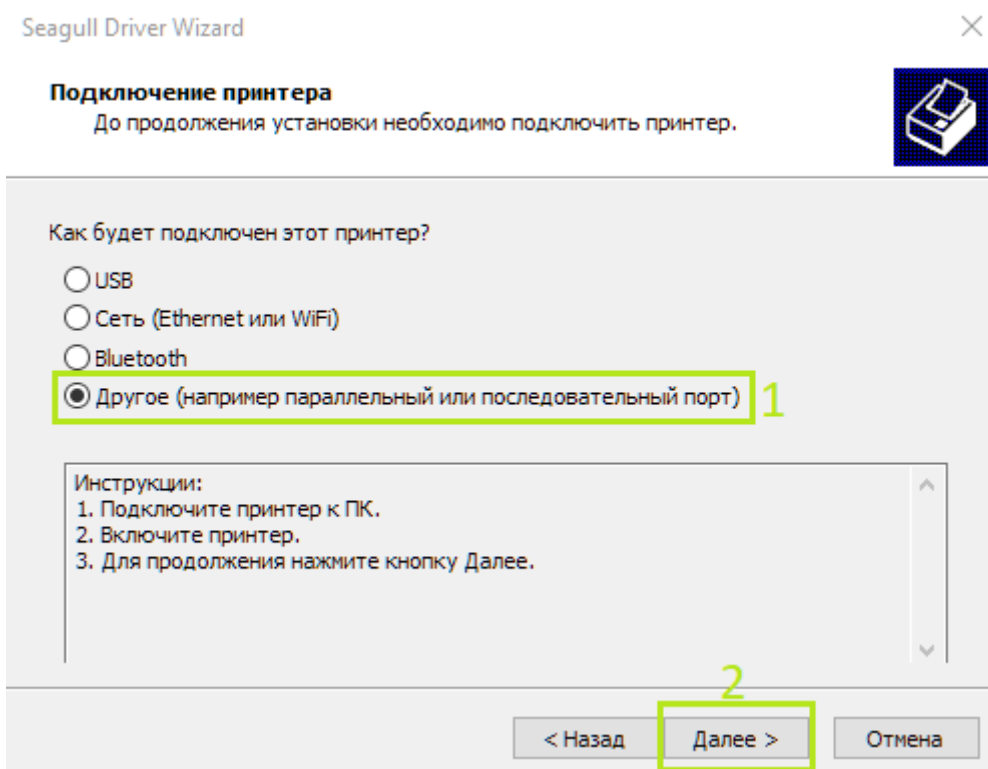 Seagull Driver Wizard
Подключение принтера
До продолжения установки необходимо подключить принтер.
Как будет подключен этот принтер?
USB
Сеть (Ethernet или WiFi)
Bluetooth
Другое (например параллельный или последовательный порт) 1
Инструкции:
1. Подключите принтер к ПК.
2. Включите принтер.
3. Для продолжения нажмите кнопку Далее.
2
< Назад Далее > Отмена